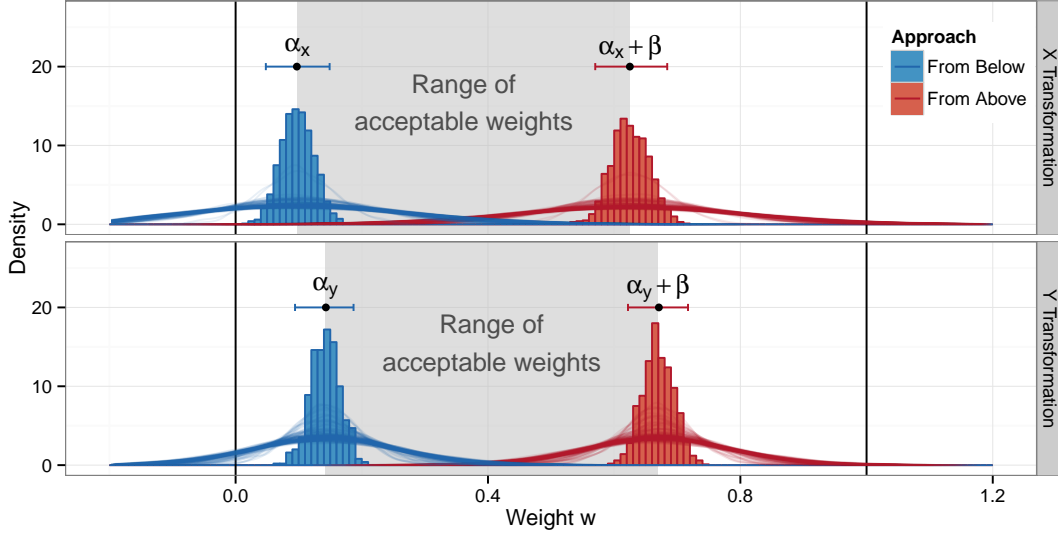 αx
αx + β
Range of
acceptable weights
Approach
From Below
From Above
20
10
0
X Transformation
Density
αy
αy + β
Range of
acceptable weights
20
10
0
Y Transformation
0.0
0.4
0.8
1.2
Weight w